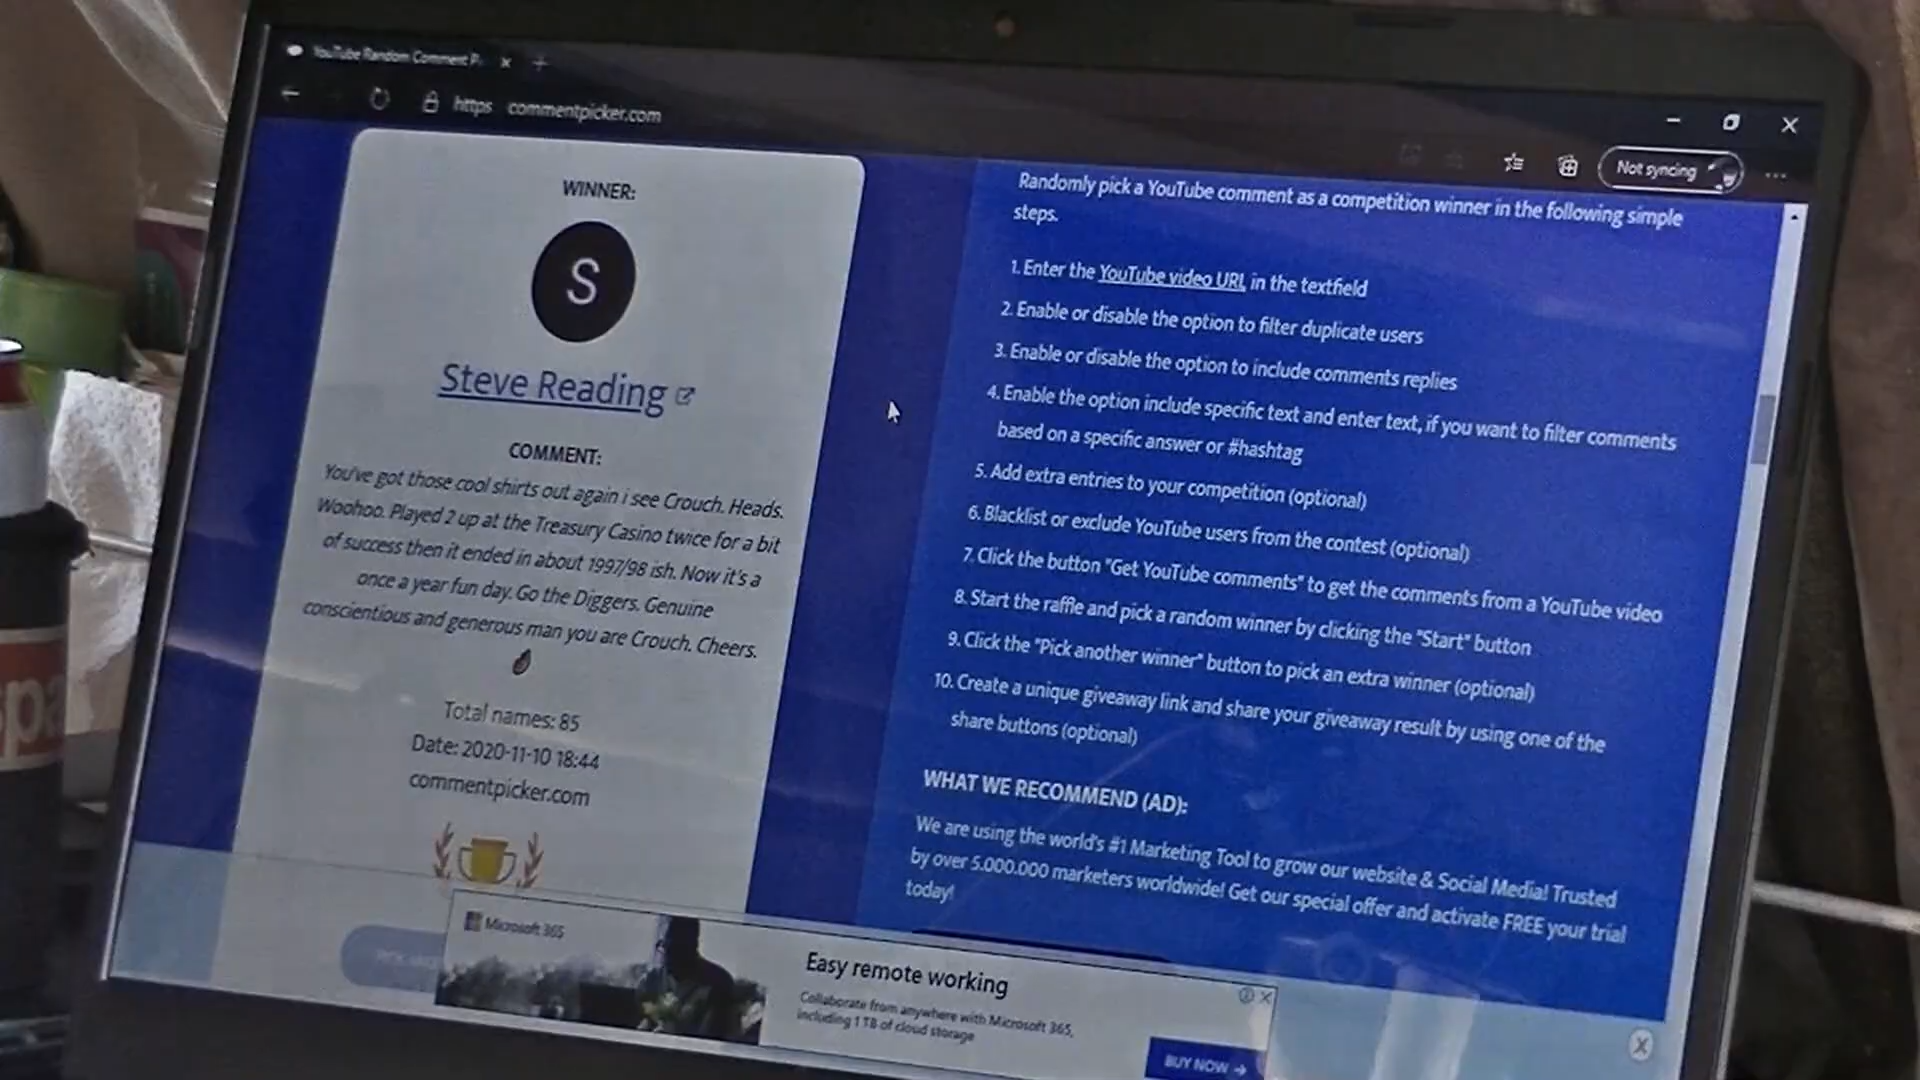 YouTube Random Comment P
https commentpicker.com
Not syncing
WINNER:
S
Steve Reading
COMMENT:
You've got those cool shirts out again i see Crouch. Heads.
Woohoo. Played 2 up at the Treasury Casino twice for a bit
of success then it ended in about 1997/98 ish. Now it's a
once a year fun day. Go the Diggers. Genuine
conscientious and generous man you are Crouch. Cheers.
Total names: 85
Date: 2020-11-10 18:44
commentpicker.com
Randomly pick a YouTube comment as a competition winner in the following simple
steps.
1. Enter the YouTube video URL in the textfield
2. Enable or disable the option to filter duplicate users
3. Enable or disable the option to include comments replies
4. Enable the option include specific text and enter text, if you want to filter comments
based on a specific answer or #hashtag
5. Add extra entries to your competition (optional)
6. Blacklist or exclude YouTube users from the contest (optional)
7. Click the button "Get YouTube comments" to get the comments from a YouTube video
8. Start the raffle and pick a random winner by clicking the "Start" button
9. Click the "Pick another winner" button to pick an extra winner (optional)
10. Create a unique giveaway link and share your giveaway result by using one of the
share buttons (optional)
WHAT WE RECOMMEND (AD):
We are using the world's #1 Marketing Tool to grow our website & Social Media! Trusted
by over 5.000.000 marketers worldwide! Get our special offer and activate FREE your trial
today!
Microsoft 365
Easy remote working
Collaborate from anywhere with Microsoft 365,
including 1 TB of cloud storage
BUY NOW
spa